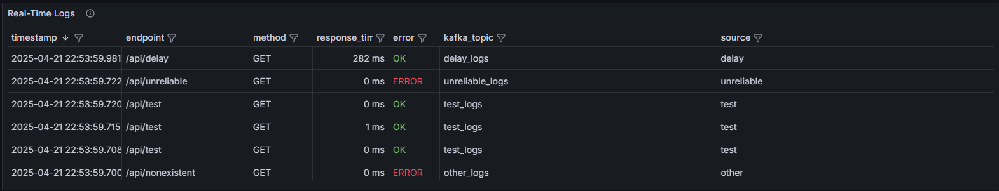 Real-Time Logs
timestamp endpoint method response_tim error kafka_topic source
2025-04-21 22:53:59.981 /api/delay GET 282 ms OK delay_logs delay
2025-04-21 22:53:59.722 /api/unreliable GET 0 ms ERROR unreliable_logs unreliable
2025-04-21 22:53:59.720 /api/test GET 0 ms OK test_logs test
2025-04-21 22:53:59.715 /api/test GET 1 ms OK test_logs test
2025-04-21 22:53:59.708 /api/test GET 0 ms OK test_logs test
2025-04-21 22:53:59.700 /api/nonexistent GET 0 ms ERROR other_logs other